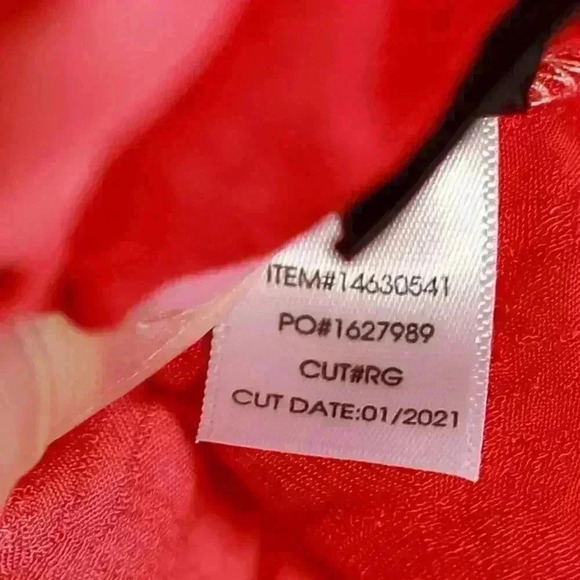 ITEM#14630541
PO#1627989
CUT#RG
CUT DATE:01/2021